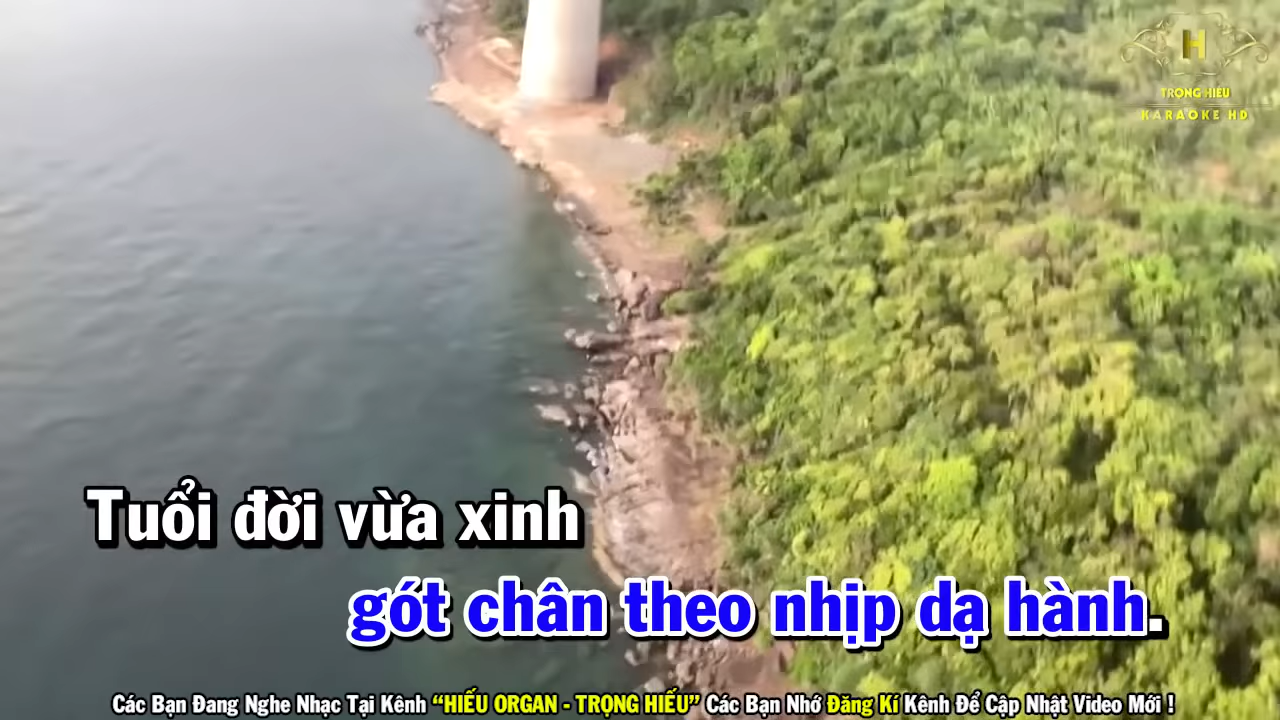 H
TRỌNG HIẾU
KARAOKE HD
Tuổi đời vừa xinh
gót chân theo nhịp dạ hành.
Các Bạn Đang Nghe Nhạc Tại Kênh “HIẾU ORGAN - TRỌNG HIẾU” Các Bạn Nhớ Đăng Kí Kênh Để Cập Nhật Video Mới !